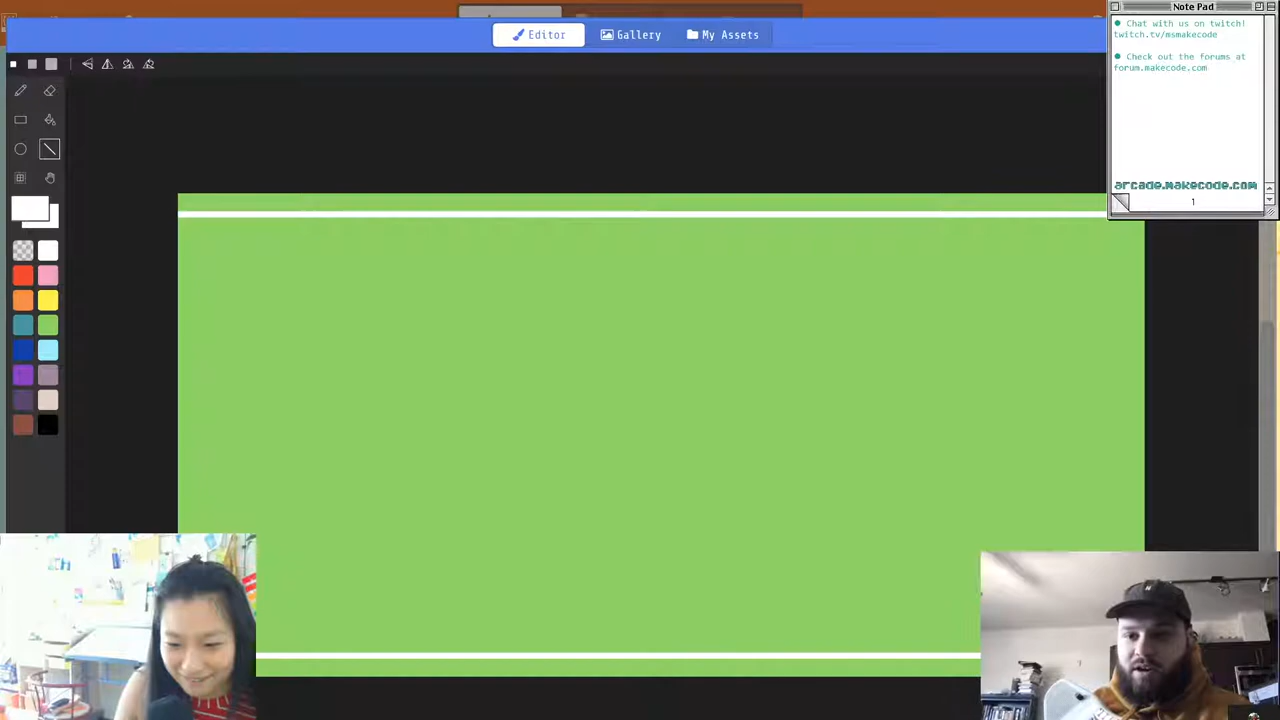 Note Pad
Editor
Gallery
My Assets
Chat with us on twitch!
twitch.tv/msmakecode
Check out the forums at
forum.makecode.com
arcade.makecode.com
1